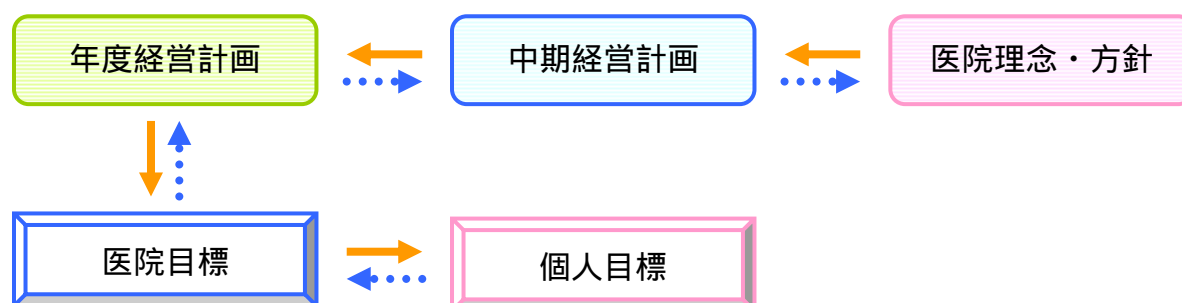 年度経営計画
中期経営計画
医院理念・方針
医院目標
個人目標